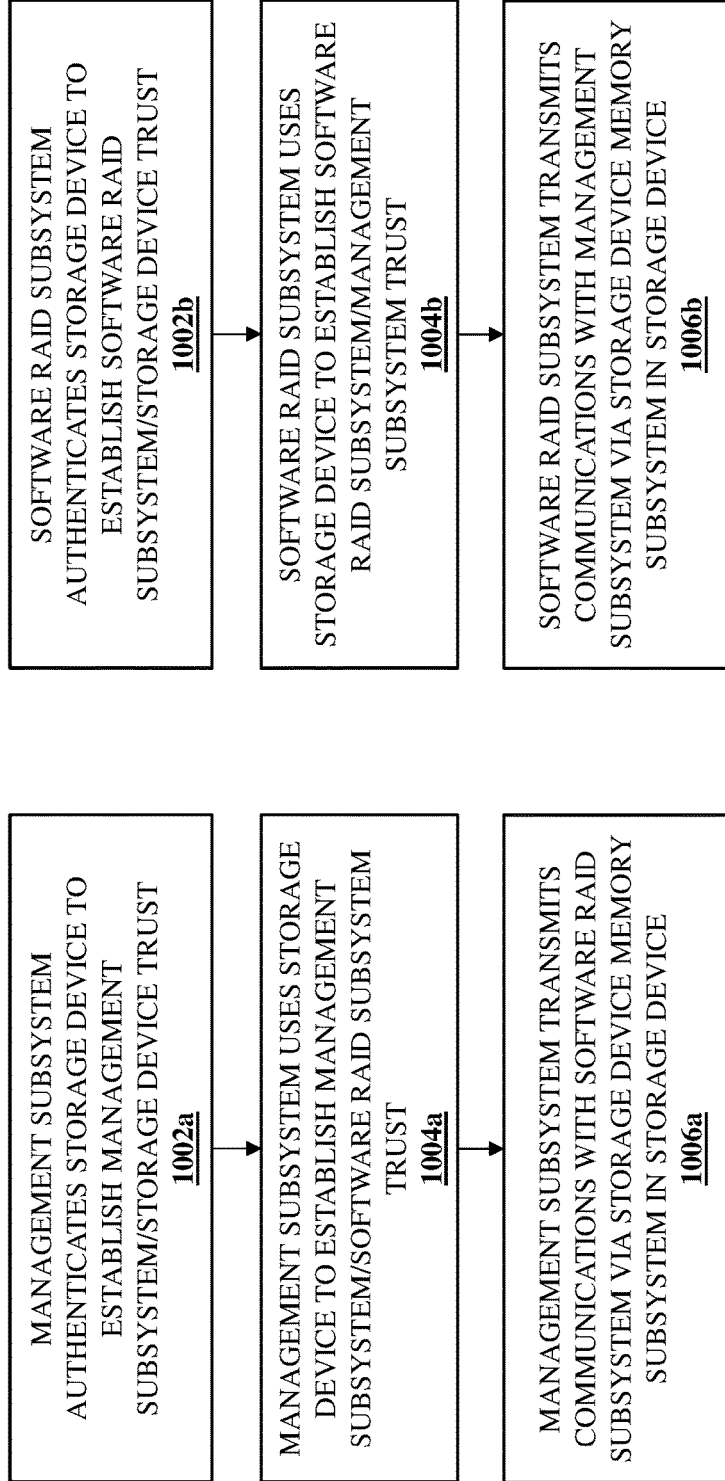 MANAGEMENT SUBSYSTEM
AUTHENTICATES STORAGE DEVICE TO
ESTABLISH MANAGEMENT
SUBSYSTEM/STORAGE DEVICE TRUST
1002a
MANAGEMENT SUBSYSTEM USES STORAGE
DEVICE TO ESTABLISH MANAGEMENT
SUBSYSTEM/SOFTWARE RAID SUBSYSTEM
TRUST
1004a
MANAGEMENT SUBSYSTEM TRANSMITS
COMMUNICATIONS WITH SOFTWARE RAID
SUBSYSTEM VIA STORAGE DEVICE MEMORY
SUBSYSTEM IN STORAGE DEVICE
1006a
SOFTWARE RAID SUBSYSTEM
AUTHENTICATES STORAGE DEVICE TO
ESTABLISH SOFTWARE RAID
SUBSYSTEM/STORAGE DEVICE TRUST
1002b
SOFTWARE RAID SUBSYSTEM USES
STORAGE DEVICE TO ESTABLISH SOFTWARE
RAID SUBSYSTEM/MANAGEMENT
SUBSYSTEM TRUST
1004b
SOFTWARE RAID SUBSYSTEM TRANSMITS
COMMUNICATIONS WITH MANAGEMENT
SUBSYSTEM VIA STORAGE DEVICE MEMORY
SUBSYSTEM IN STORAGE DEVICE
1006b